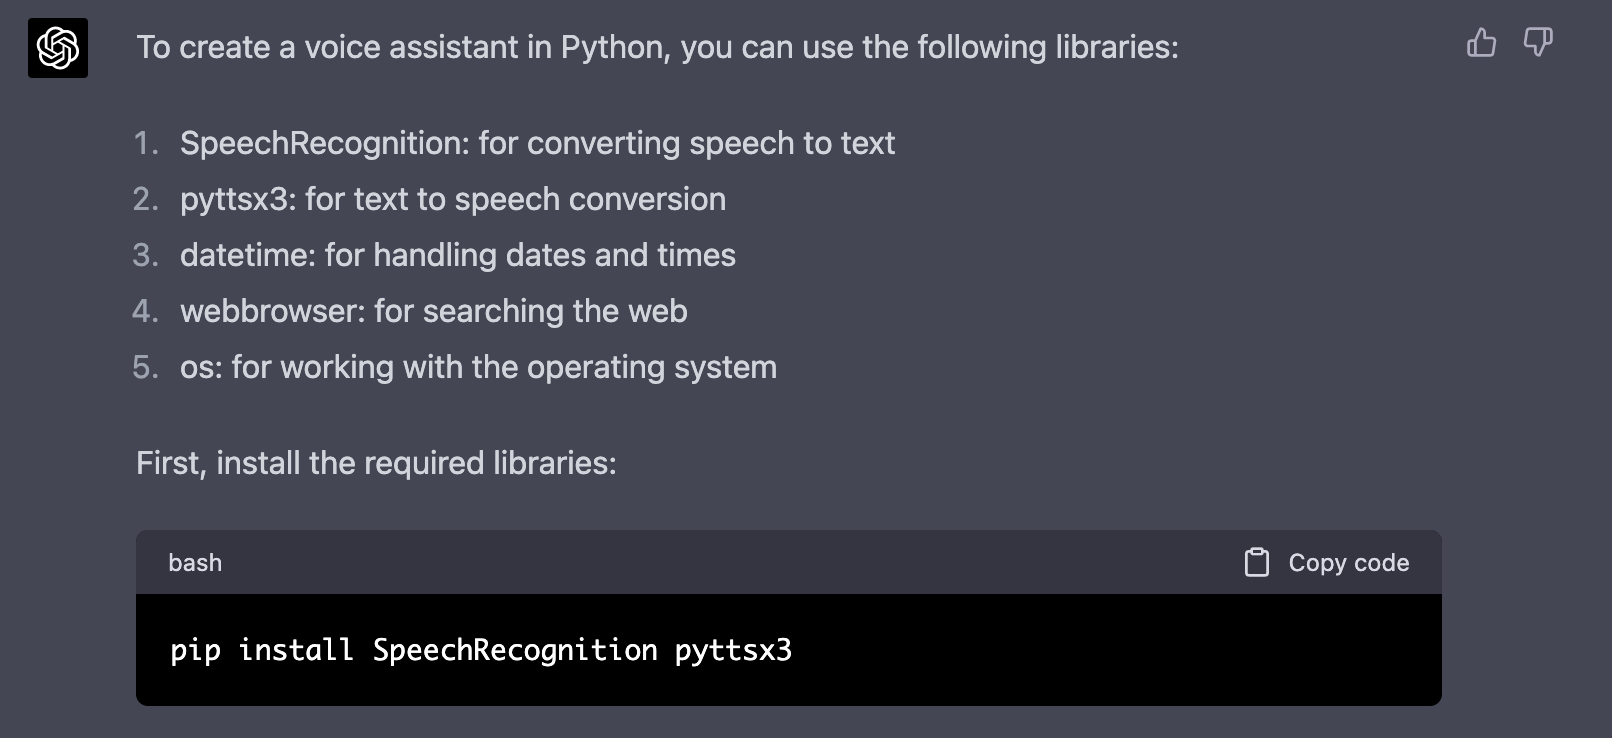 To create a voice assistant in Python, you can use the following libraries:
1. SpeechRecognition: for converting speech to text
2. pyttsx3: for text to speech conversion
3. datetime: for handling dates and times
4. webbrowser: for searching the web
5. os: for working with the operating system
First, install the required libraries:
bash Copy code
pip install SpeechRecognition pyttsx3